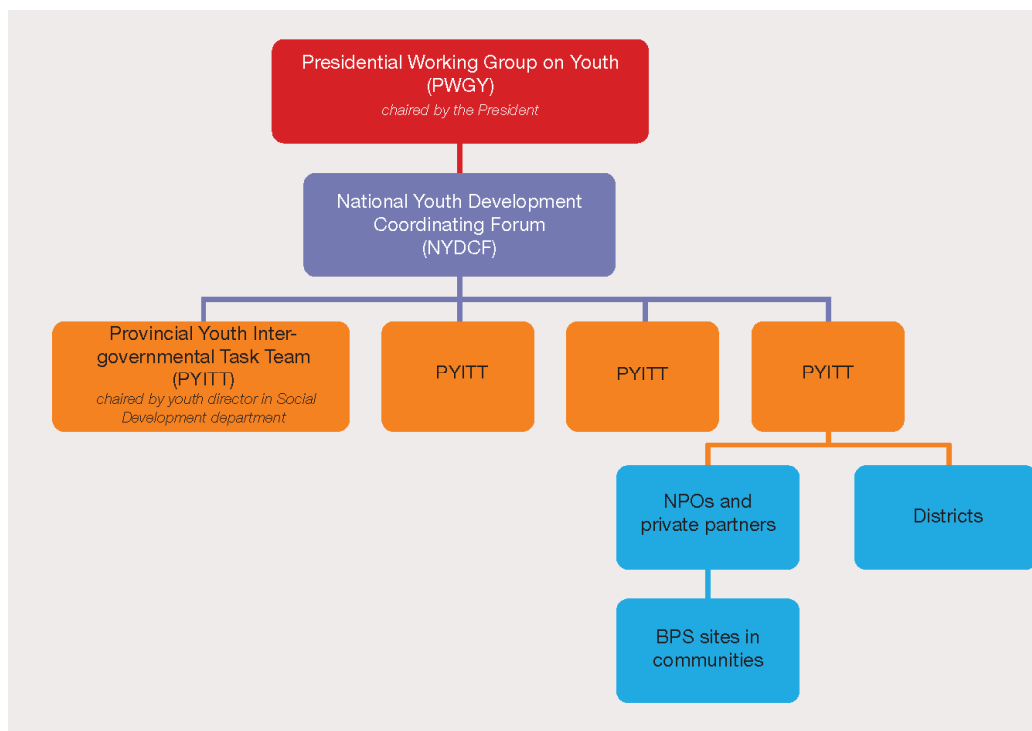 Presidential Working Group on Youth
(PWGY)
chaired by the President
National Youth Development
Coordinating Forum
(NYDCF)
Provincial Youth Inter-
governmental Task Team
(PYITT)
chaired by youth director in Social
Development department
PYITT
PYITT
PYITT
NPOs and
private partners
Districts
BPS sites in
communities